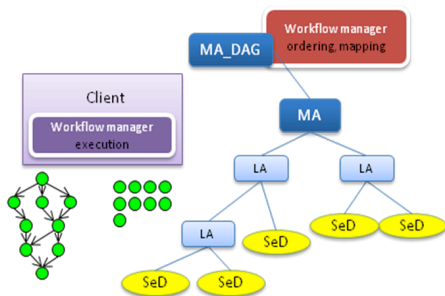 Workflow manager
ordering, mapping
MA_DAG
Client
Workflow manager
execution
MA
LA
LA
LA
SeD
SeD
SeD
SeD
SeD